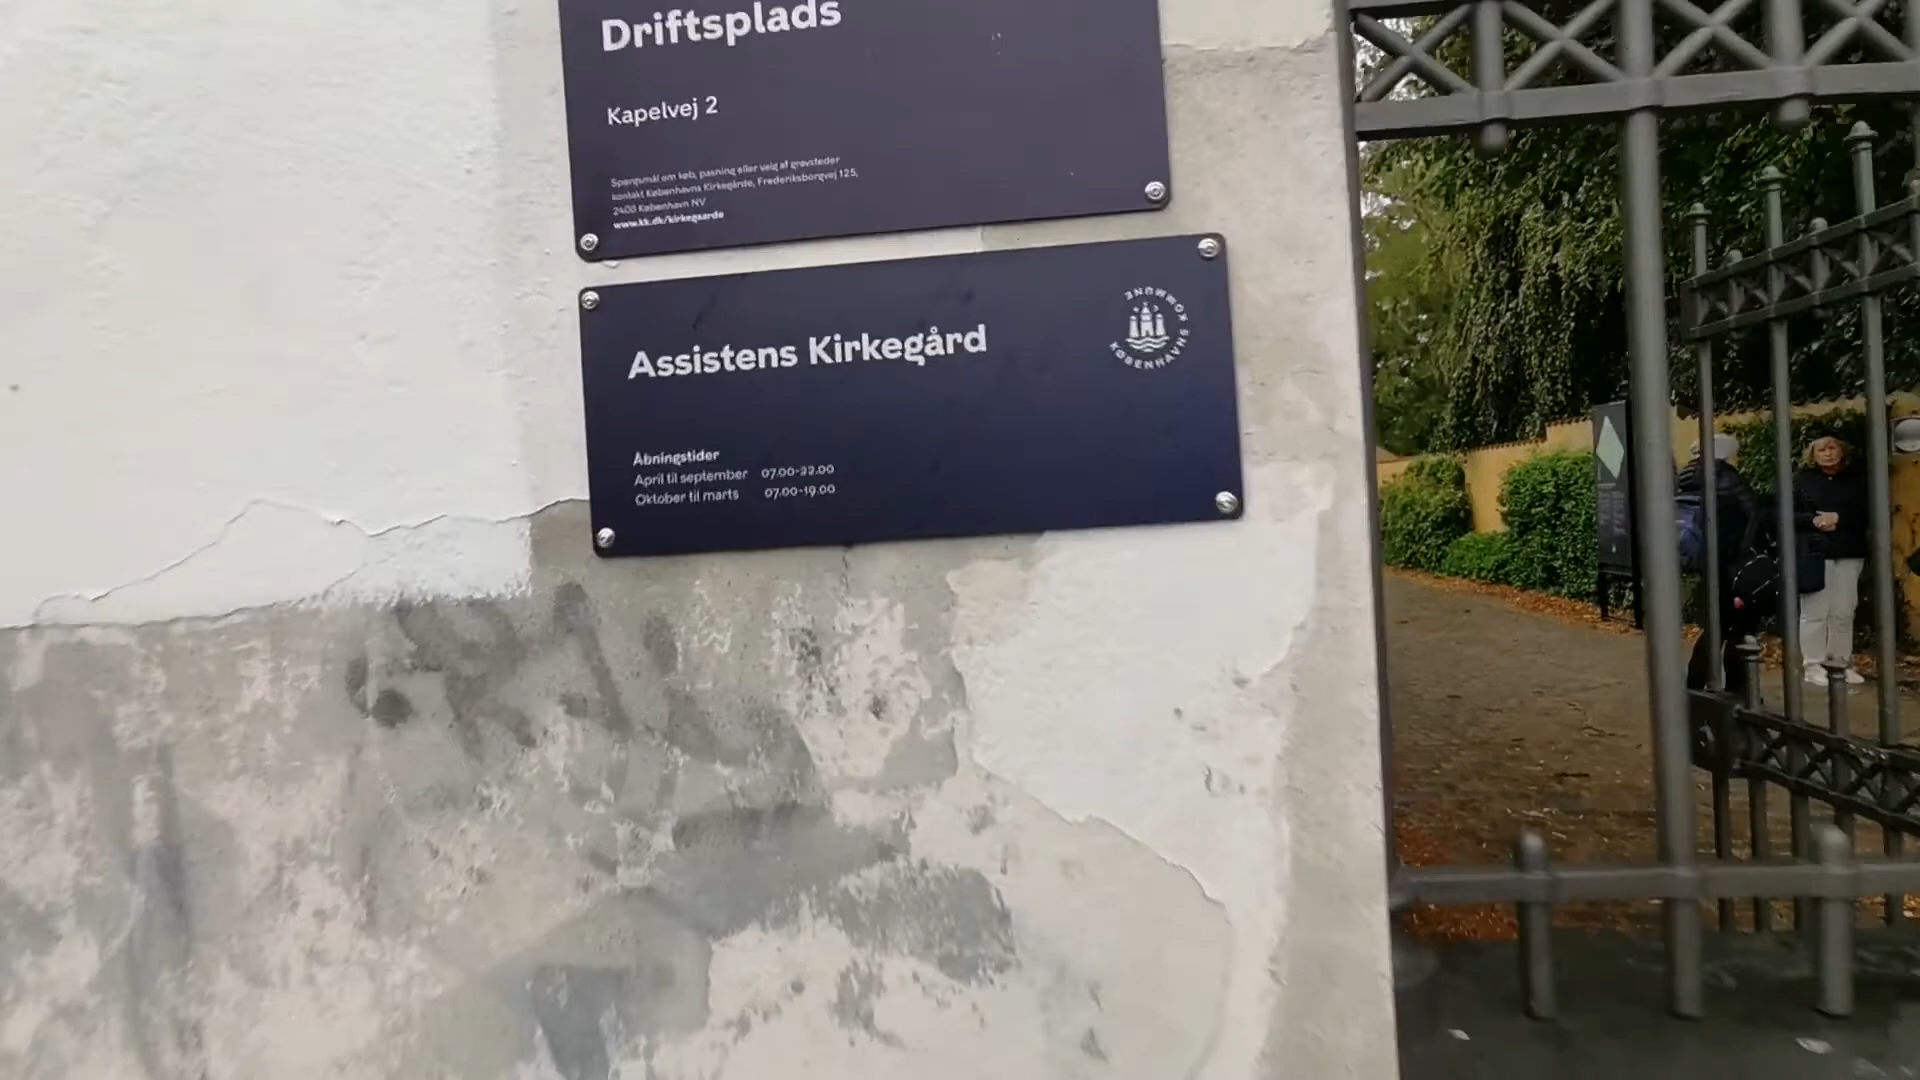 Driftsplads
Kapelvej 2
Spørgsmål om køb, pasning eller valg af gravsteder
kontakt Københavns Kirkegårde, Frederiksborgvej 125,
2400 København NV
www.kk.dk/kirkegaarde
Assistens Kirkegård
KØBENHAVNS KOMMUNE
Åbningstider
April til september 07.00-22.00
Oktober til marts 07.00-19.00